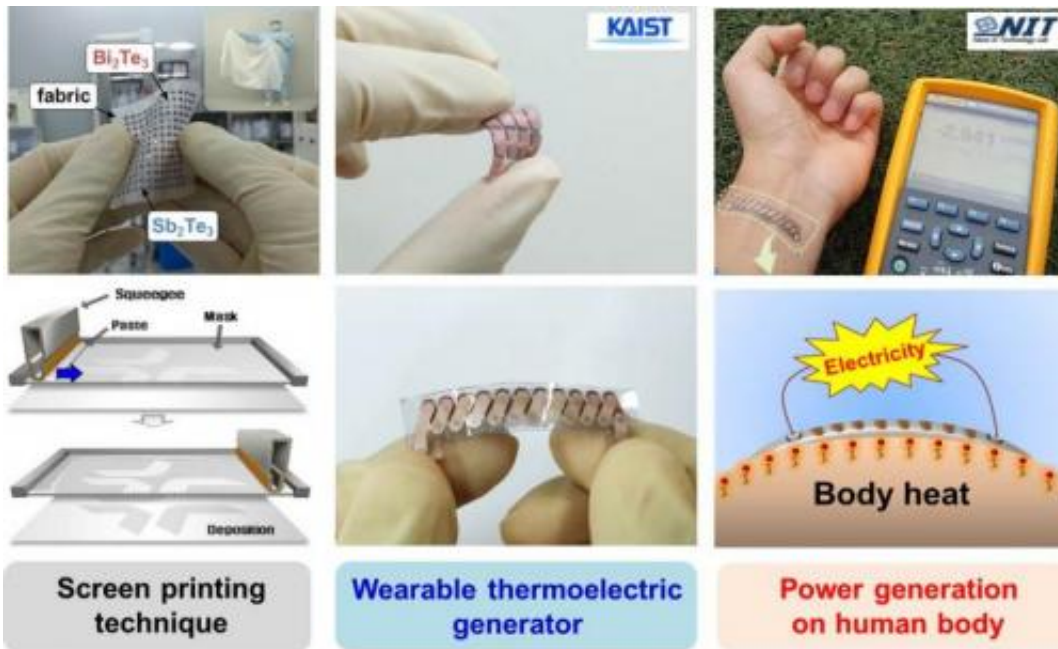 Bi₂Te₃
fabric
Sb₂Te₃
KAIST
NIT
Squeegee
Paste
Mask
Deposition
Electricity
Body heat
Screen printing
technique
Wearable thermoelectric
generator
Power generation
on human body